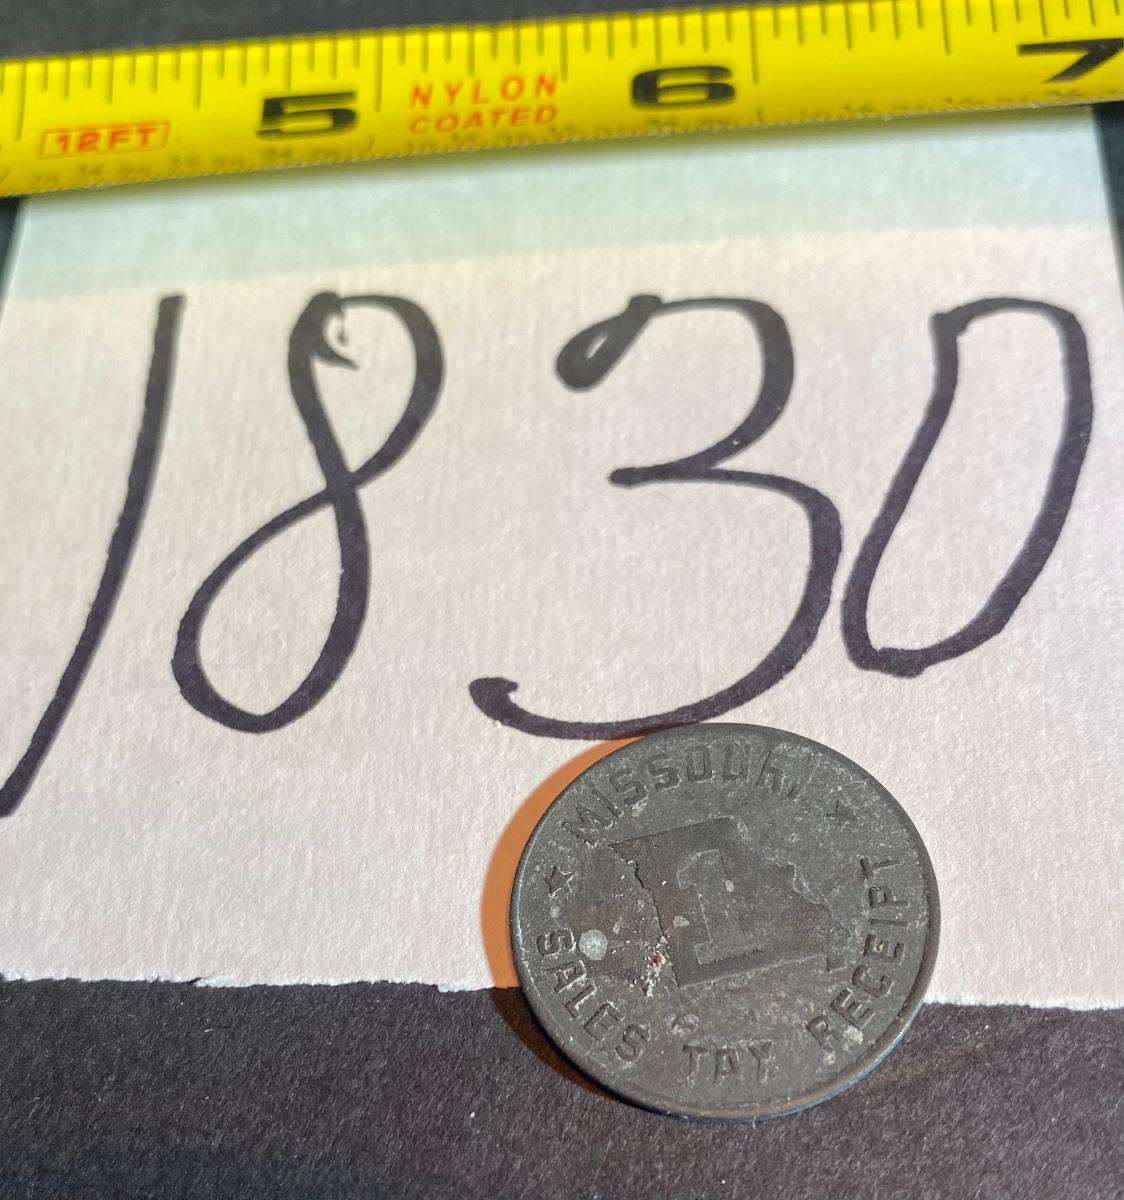 5 6 7
12FT
NYLON
COATED
1830
MISSOURI
1
SALES TAX RECEIPT